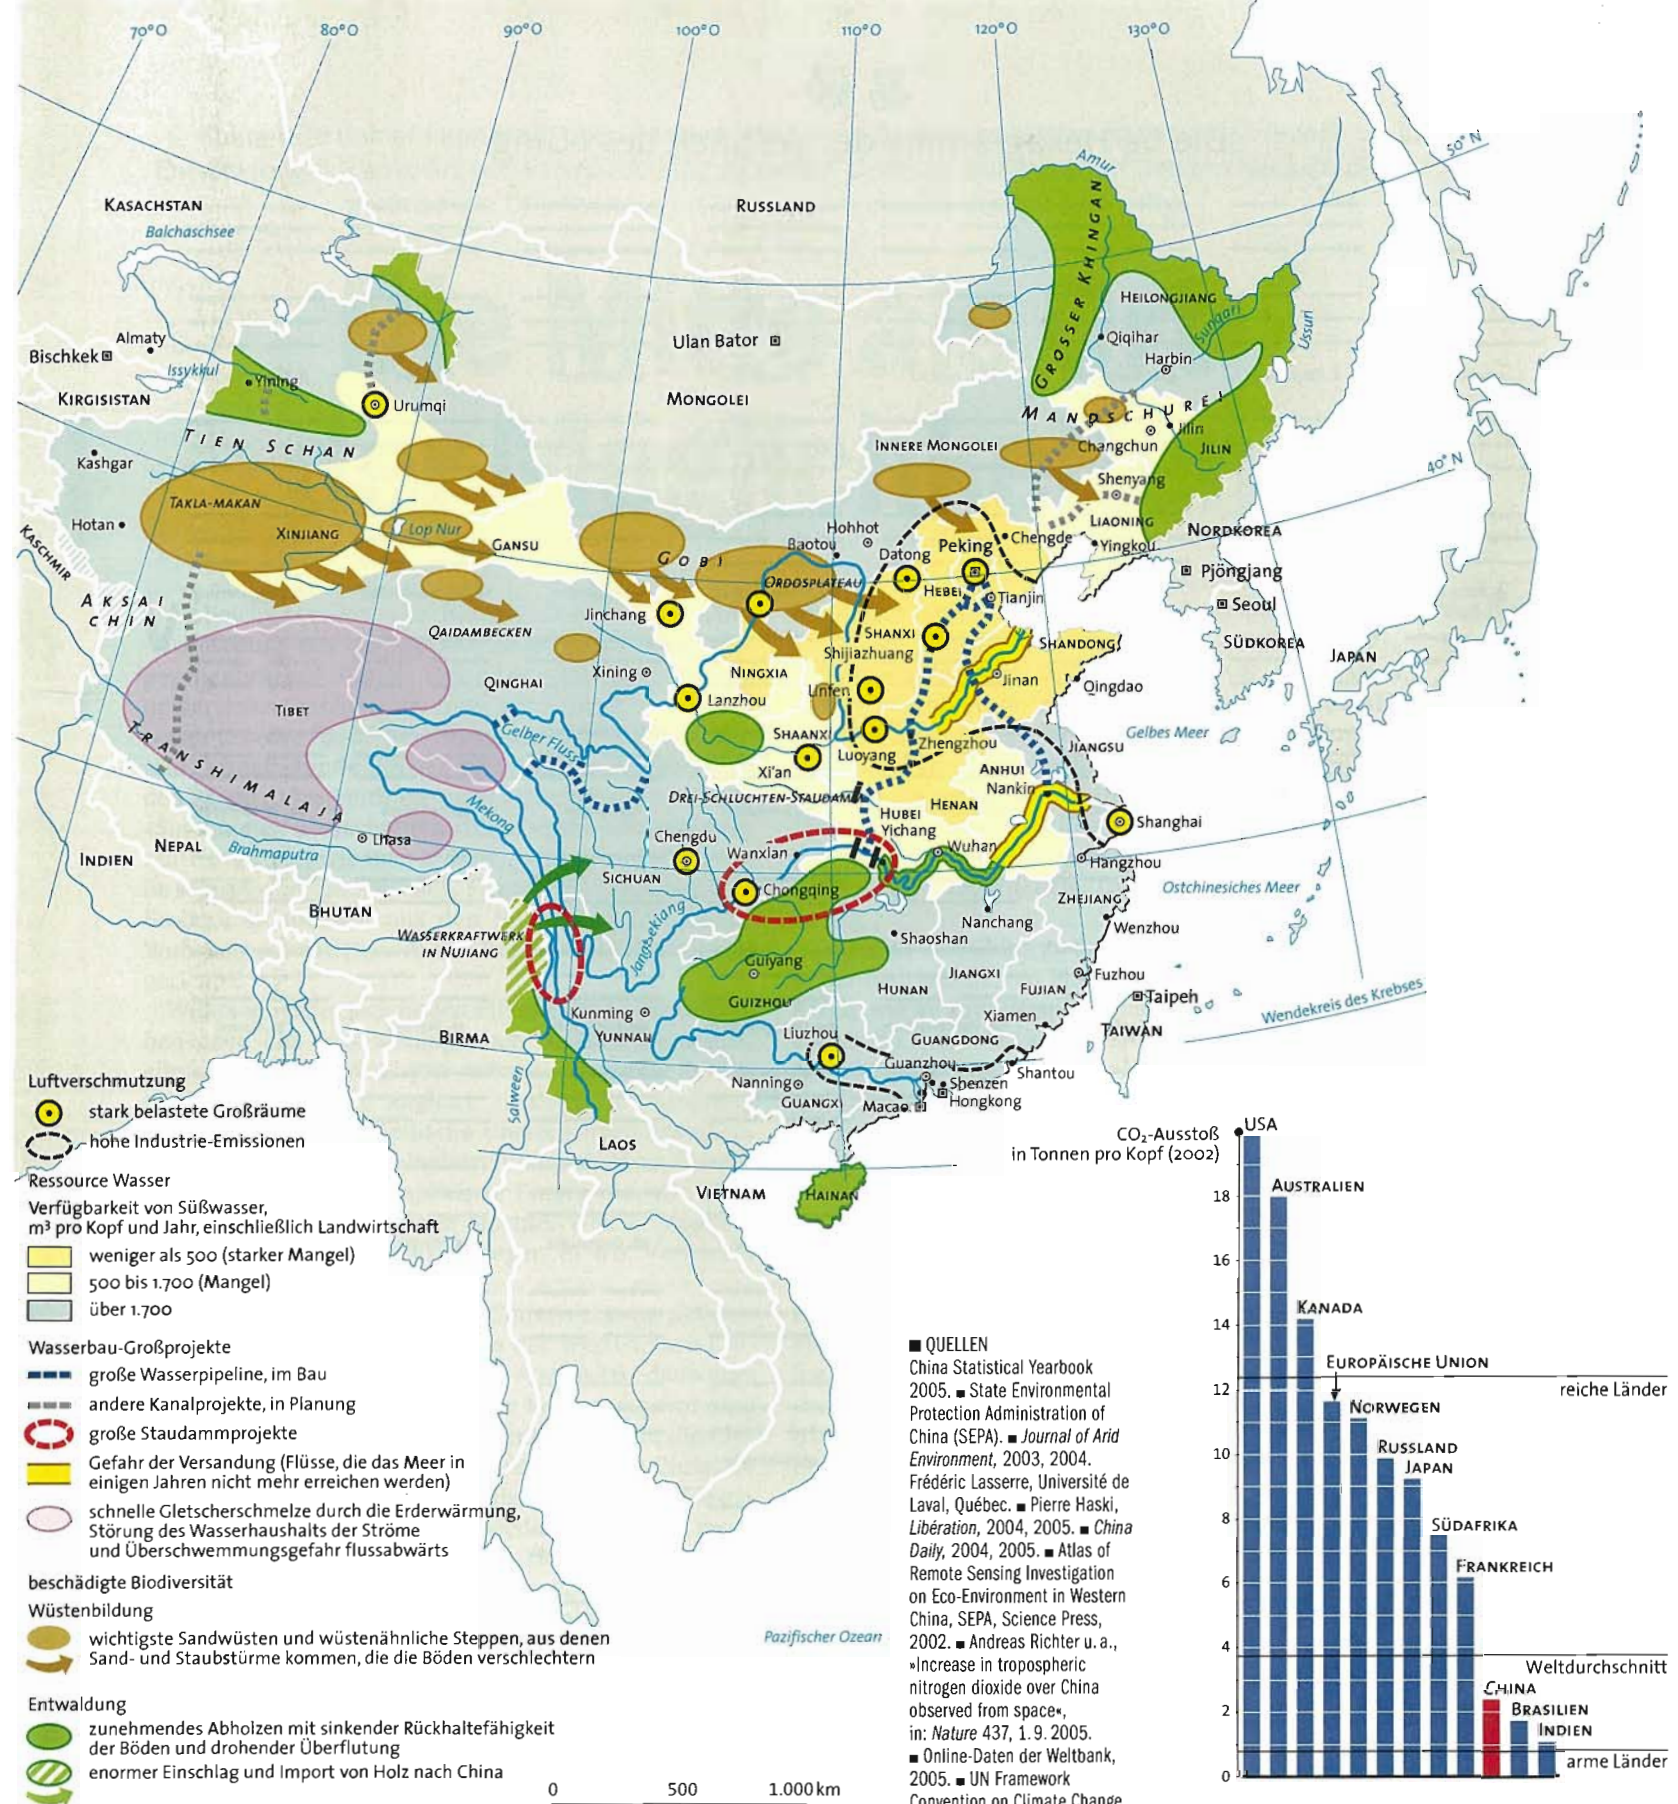 70°O
80°O
90°O
100°O
110°O
120°O
130°O
50°N
40°N
Amur
KASACHSTAN
Balchaschsee
RUSSLAND
GROSSER KHINGAN
HEILONGJIANG
Sungari
Ussuri
Qiqihar
Harbin
Almaty
Bischkek
Issykkul
Yining
KIRGISISTAN
Urumqi
Ulan Bator
MONGOLEI
MANDSCHUREI
Jilin
Changchun
JILIN
INNERE MONGOLEI
TIEN SCHAN
Kashgar
Shenyang
TAKLA-MAKAN
Hotan
XINJIANG
Lop Nur
GANSU
GOBI
Hohhot
Baotou
Datong
Peking
Chengde
LIAONING
Yingkou
NORDKOREA
Pjöngjang
KASCHMIR
AKSAI
CHIN
ORDOSPLATEAU
HEBEI
Tianjin
Seoul
Jinchang
QAIDAMBECKEN
SHANXI
Shijiazhuang
SHANDONG
SÜDKOREA
JAPAN
Xining
QINGHAI
NINGXIA
Linfen
Jinan
Qingdao
TIBET
Lanzhou
TRANSHIMALAJA
Gelber Fluss
SHAANXI
Luoyang
Zhengzhou
JIANGSU
Gelbes Meer
Xi'an
ANHUI
Nankin
DREI-SCHLUCHTEN-STAUDAMM
HENAN
Mekong
HUBEI
Yichang
Shanghai
Lhasa
Chengdu
Wanxian
Wuhan
Hangzhou
INDIEN
NEPAL
Brahmaputra
SICHUAN
Chongqing
Ostchinesiches Meer
ZHEJIANG
BHUTAN
Nanchang
Wenzhou
WASSERKRAFTWERK
IN NUJIANG
Jangtsekiang
Shaoshan
Guiyang
JIANGXI
Fuzhou
HUNAN
FUJIAN
GUIZHOU
Taipeh
Wendekreis des Krebses
Kunming
Xiamen
BIRMA
YUNNAN
Liuzhou
GUANGDONG
TAIWAN
Guanzhou
Shantou
Salween
Nanning
Shenzen
GUANGXI
Macao
Hongkong
LAOS
VIETNAM
HAINAN
Pazifischer Ozean
Luftverschmutzung
stark belastete Großräume
hohe Industrie-Emissionen
Ressource Wasser
Verfügbarkeit von Süßwasser,
m³ pro Kopf und Jahr, einschließlich Landwirtschaft
weniger als 500 (starker Mangel)
500 bis 1.700 (Mangel)
über 1.700
Wasserbau-Großprojekte
große Wasserpipeline, im Bau
andere Kanalprojekte, in Planung
große Staudammprojekte
Gefahr der Versandung (Flüsse, die das Meer in
einigen Jahren nicht mehr erreichen werden)
schnelle Gletscherschmelze durch die Erderwärmung,
Störung des Wasserhaushalts der Ströme
und Überschwemmungsgefahr flussabwärts
beschädigte Biodiversität
Wüstenbildung
wichtigste Sandwüsten und wüstenähnliche Steppen, aus denen
Sand- und Staubstürme kommen, die die Böden verschlechtern
Entwaldung
zunehmendes Abholzen mit sinkender Rückhaltefähigkeit
der Böden und drohender Überflutung
enormer Einschlag und Import von Holz nach China
0 500 1.000 km
■ QUELLEN
China Statistical Yearbook
2005. ■ State Environmental
Protection Administration of
China (SEPA). ■ Journal of Arid
Environment, 2003, 2004.
Frédéric Lasserre, Université de
Laval, Québec. ■ Pierre Haski,
Libération, 2004, 2005. ■ China
Daily, 2004, 2005. ■ Atlas of
Remote Sensing Investigation
on Eco-Environment in Western
China, SEPA, Science Press,
2002. ■ Andreas Richter u. a.,
»Increase in tropospheric
nitrogen dioxide over China
observed from space«,
in: Nature 437, 1. 9. 2005.
■ Online-Daten der Weltbank,
2005. ■ UN Framework
Convention on Climate Change
CO₂-Ausstoß
in Tonnen pro Kopf (2002)
USA
AUSTRALIEN
18
16
KANADA
14
EUROPÄISCHE UNION
12
reiche Länder
NORWEGEN
10
RUSSLAND
JAPAN
8
SÜDAFRIKA
FRANKREICH
6
4
Weltdurchschnitt
CHINA
2
BRASILIEN
INDIEN
arme Länder
0